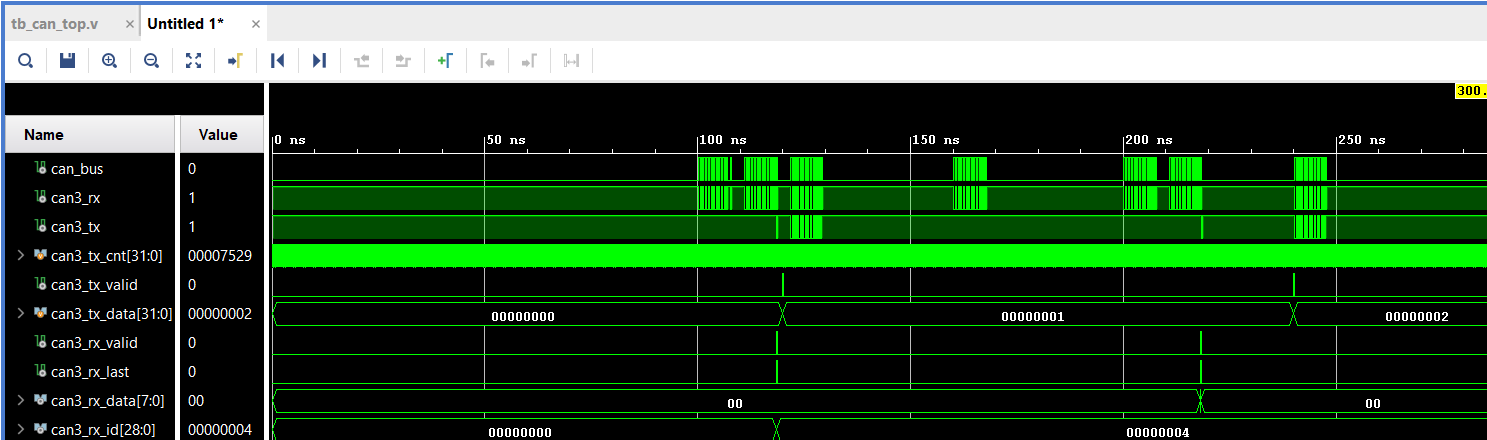 tb_can_top.v × Untitled 1* ×
300.
Name Value
0 ns 50 ns 100 ns 150 ns 200 ns 250 ns
can_bus 0
can3_rx 1
can3_tx 1
can3_tx_cnt[31:0] 00007529
can3_tx_valid 0
can3_tx_data[31:0] 00000002 00000000 00000001 00000002
can3_rx_valid 0
can3_rx_last 0
can3_rx_data[7:0] 00 00 00
can3_rx_id[28:0] 00000004 00000000 00000004